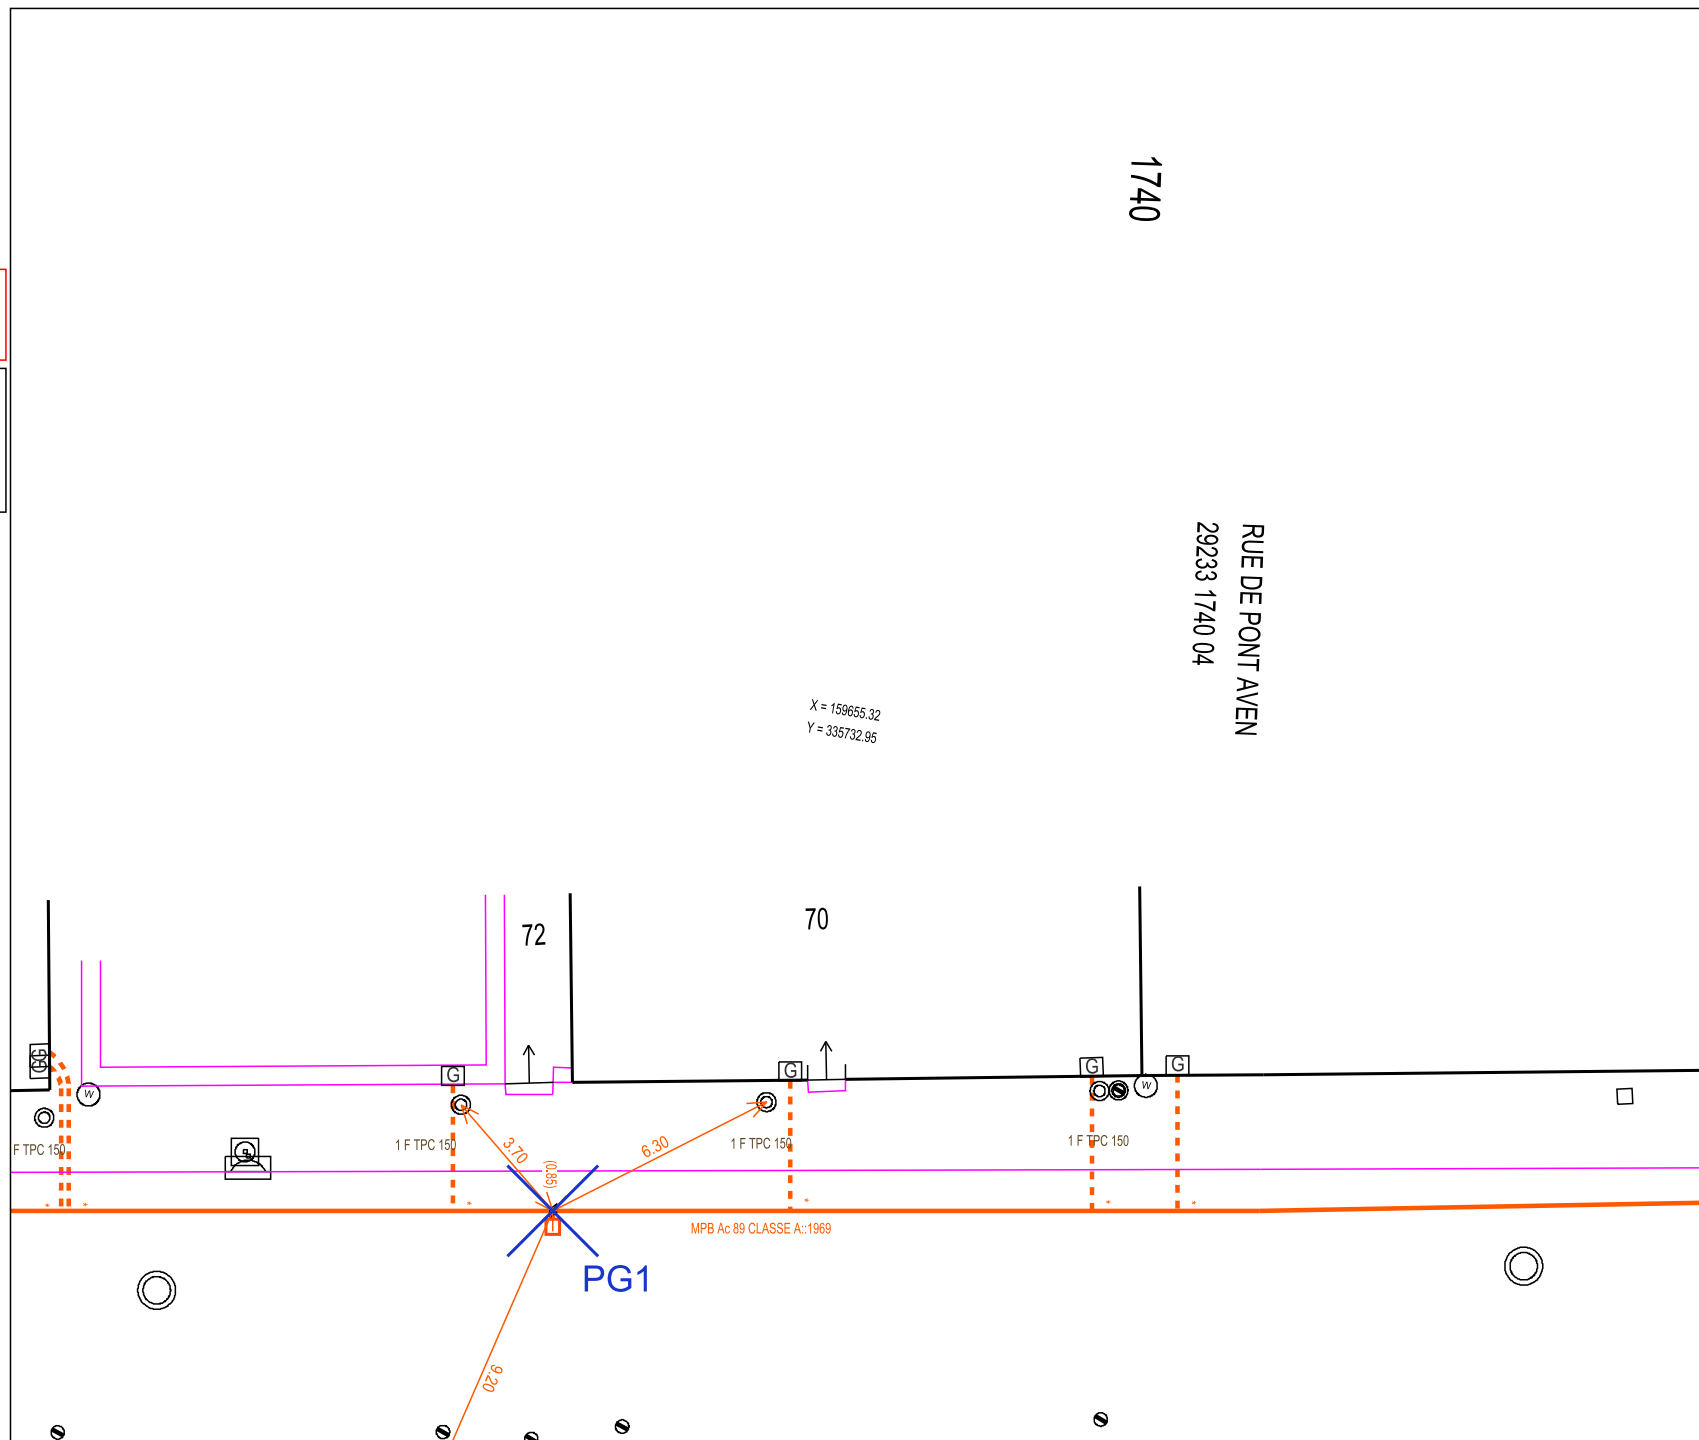 1740
RUE DE PONT AVEN
29233 1740 04
X = 159655.32
Y = 335732.95
72
70
G
G
G
G
G
G
W
W
F TPC 150
1 F TPC 150
1 F TPC 150
1 F TPC 150
3.70
6.30
(0.85)
MPB Ac 89 CLASSE A::1969
PG1
9.20